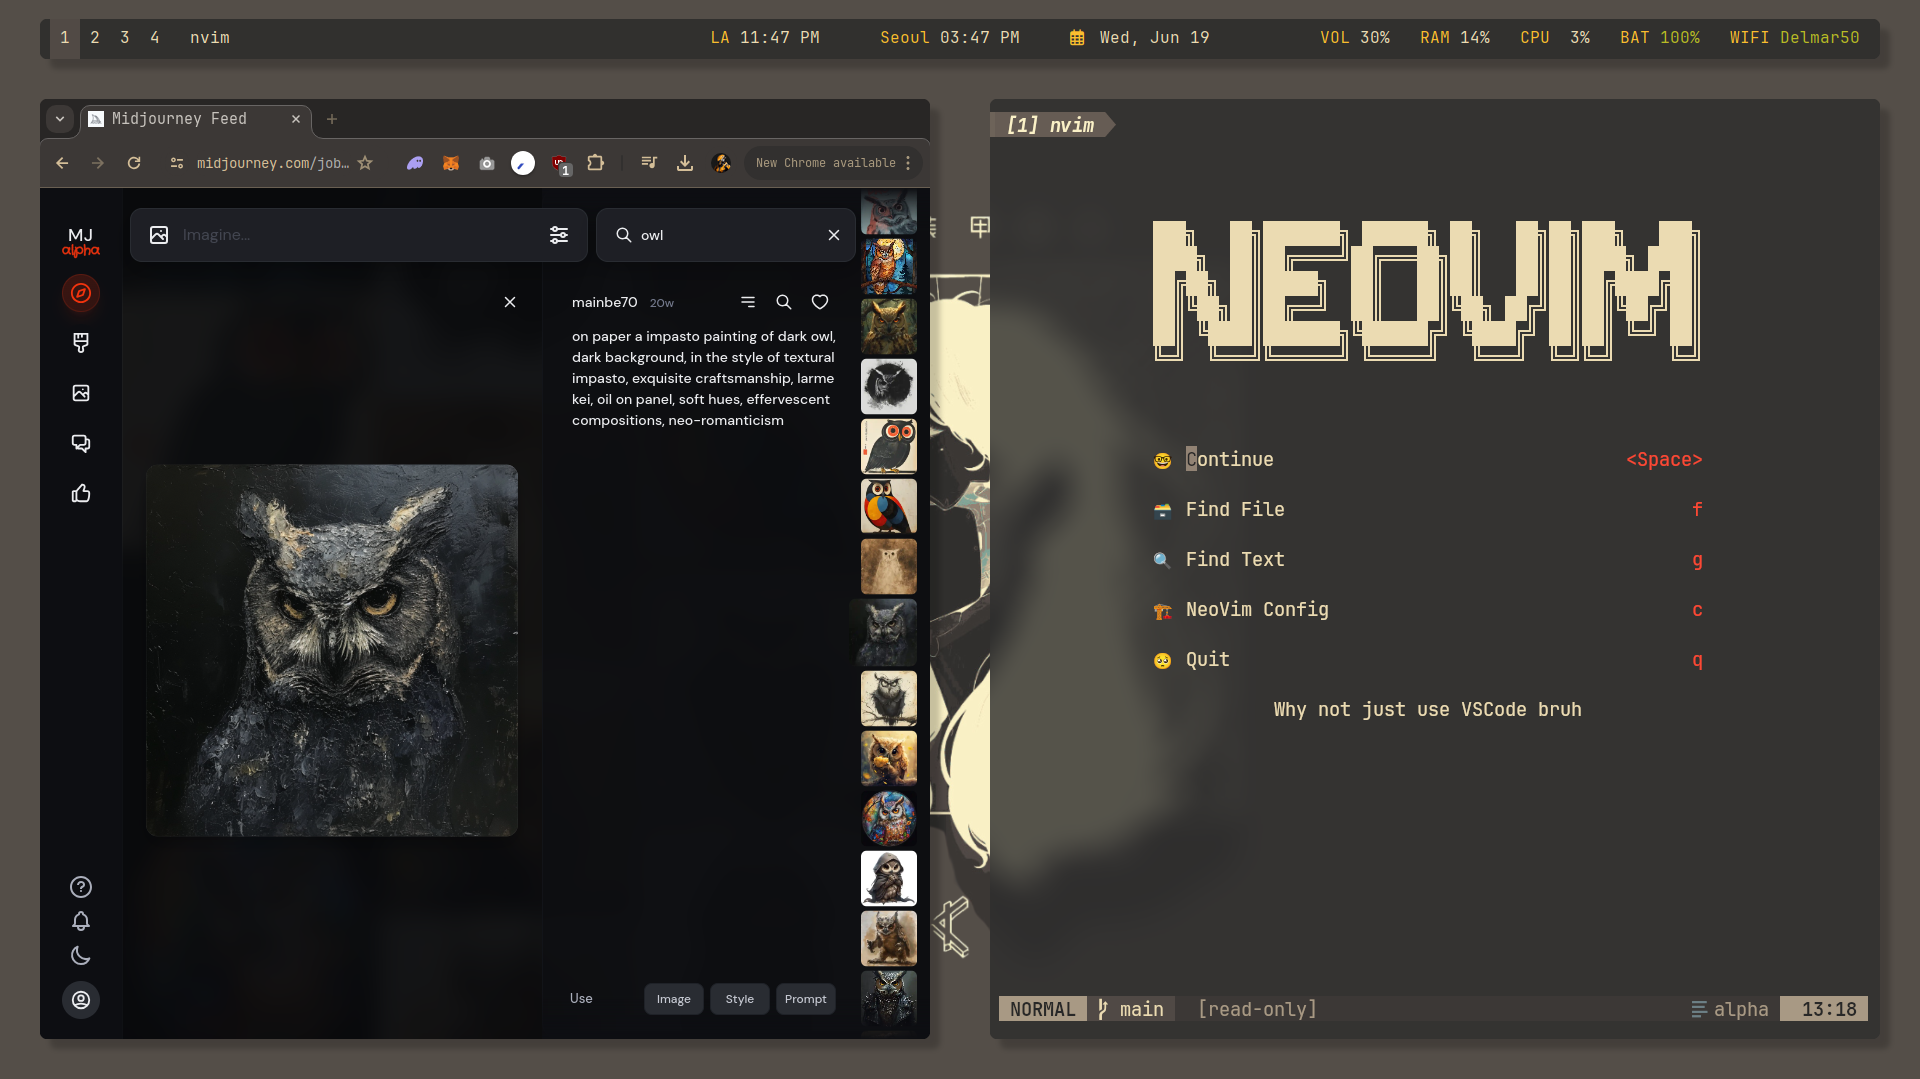 1 2 3 4 nvim
LA 11:47 PM Seoul 03:47 PM Wed, Jun 19
VOL 30% RAM 14% CPU 3% BAT 100% WIFI Delmar50
Midjourney Feed
midjourney.com/job…
1
New Chrome available
MJ
alpha
Imagine...
owl
mainbe70 20w
on paper a impasto painting of dark owl,
dark background, in the style of textural
impasto, exquisite craftsmanship, larme
kei, oil on panel, soft hues, effervescent
compositions, neo-romanticism
Use Image Style Prompt
[1] nvim
NEOVIM
Continue <Space>
Find File f
Find Text g
NeoVim Config c
Quit q
Why not just use VSCode bruh
NORMAL main [read-only] alpha 13:18